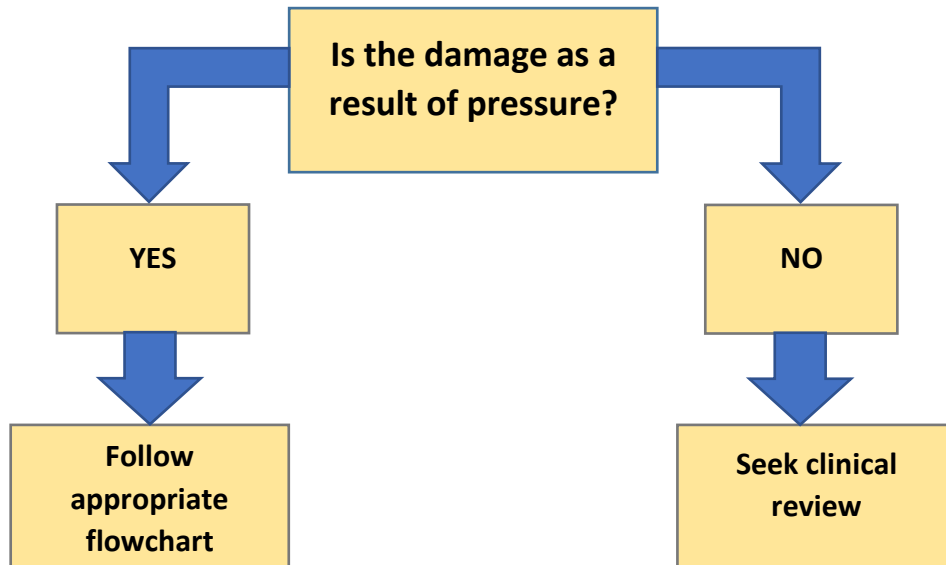 Is the damage as a
result of pressure?
YES
NO
Follow
appropriate
flowchart
Seek clinical
review